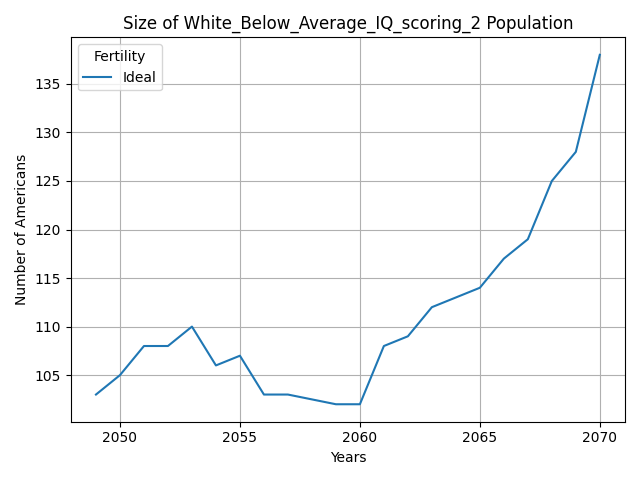 Size of White_Below_Average_IQ_scoring_2 Population
Fertility
Ideal
Number of Americans
135
130
125
120
115
110
105
2050 2055 2060 2065 2070
Years